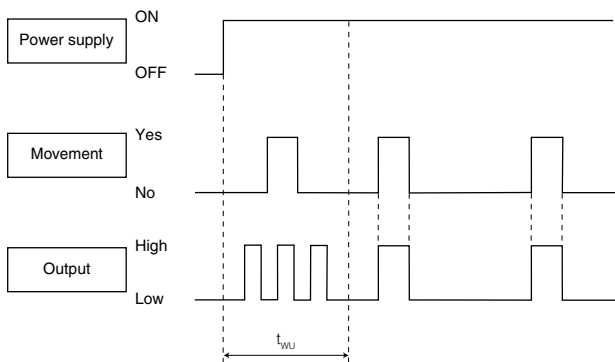 ON
Power supply
OFF
Yes
Movement
No
High
Output
Low
twu